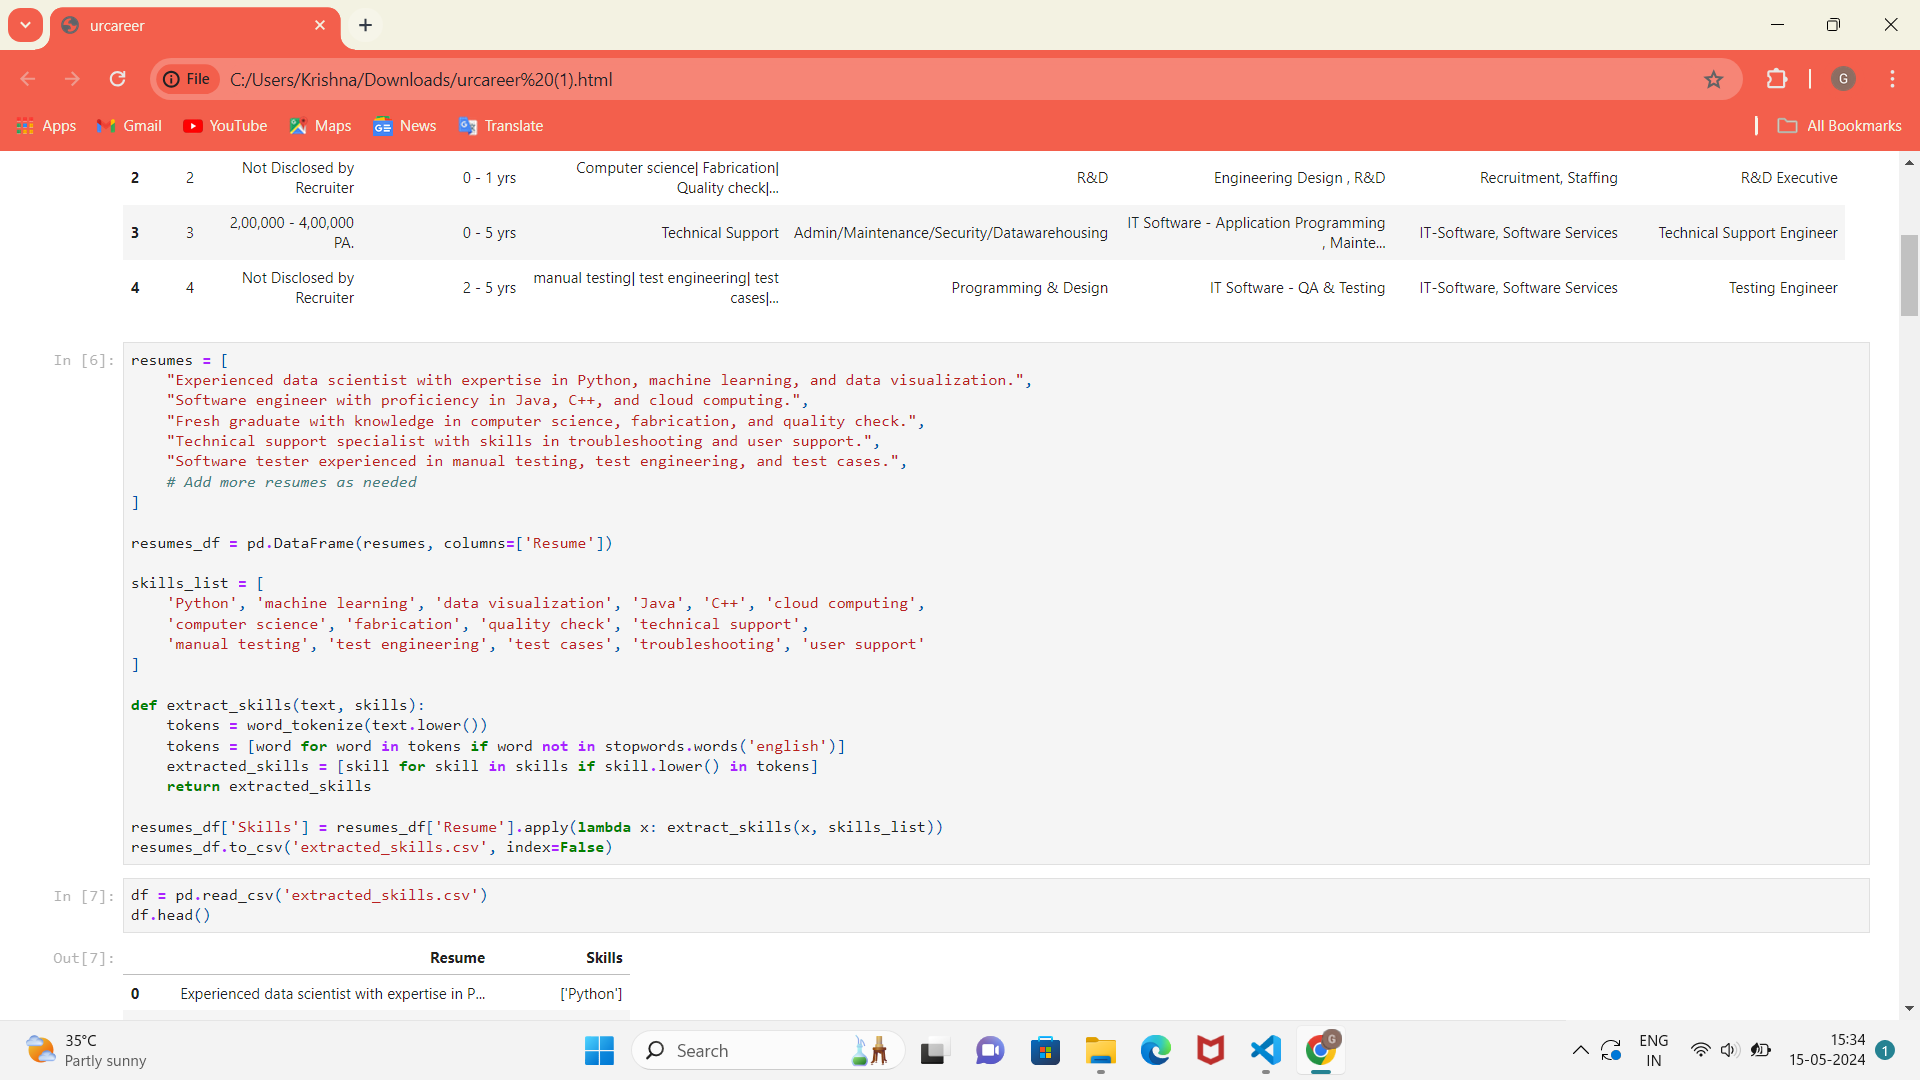 urcareer
File C:/Users/Krishna/Downloads/urcareer%20(1).html G
Apps Gmail YouTube Maps News Translate All Bookmarks
2 2 Not Disclosed by Recruiter 0 - 1 yrs Computer science| Fabrication| Quality check|... R&D Engineering Design , R&D Recruitment, Staffing R&D Executive
3 3 2,00,000 - 4,00,000 PA. 0 - 5 yrs Technical Support Admin/Maintenance/Security/Datawarehousing IT Software - Application Programming , Mainte... IT-Software, Software Services Technical Support Engineer
4 4 Not Disclosed by Recruiter 2 - 5 yrs manual testing| test engineering| test cases|... Programming & Design IT Software - QA & Testing IT-Software, Software Services Testing Engineer
In [6]:
resumes = [
"Experienced data scientist with expertise in Python, machine learning, and data visualization.",
"Software engineer with proficiency in Java, C++, and cloud computing.",
"Fresh graduate with knowledge in computer science, fabrication, and quality check.",
"Technical support specialist with skills in troubleshooting and user support.",
"Software tester experienced in manual testing, test engineering, and test cases.",
# Add more resumes as needed
]
resumes_df = pd.DataFrame(resumes, columns=['Resume'])
skills_list = [
'Python', 'machine learning', 'data visualization', 'Java', 'C++', 'cloud computing',
'computer science', 'fabrication', 'quality check', 'technical support',
'manual testing', 'test engineering', 'test cases', 'troubleshooting', 'user support'
]
def extract_skills(text, skills):
tokens = word_tokenize(text.lower())
tokens = [word for word in tokens if word not in stopwords.words('english')]
extracted_skills = [skill for skill in skills if skill.lower() in tokens]
return extracted_skills
resumes_df['Skills'] = resumes_df['Resume'].apply(lambda x: extract_skills(x, skills_list))
resumes_df.to_csv('extracted_skills.csv', index=False)
In [7]:
df = pd.read_csv('extracted_skills.csv')
df.head()
Out[7]:
Resume Skills
0 Experienced data scientist with expertise in P... ['Python']
35°C
Partly sunny
Search
G
ENG
IN
15:34
15-05-2024
1